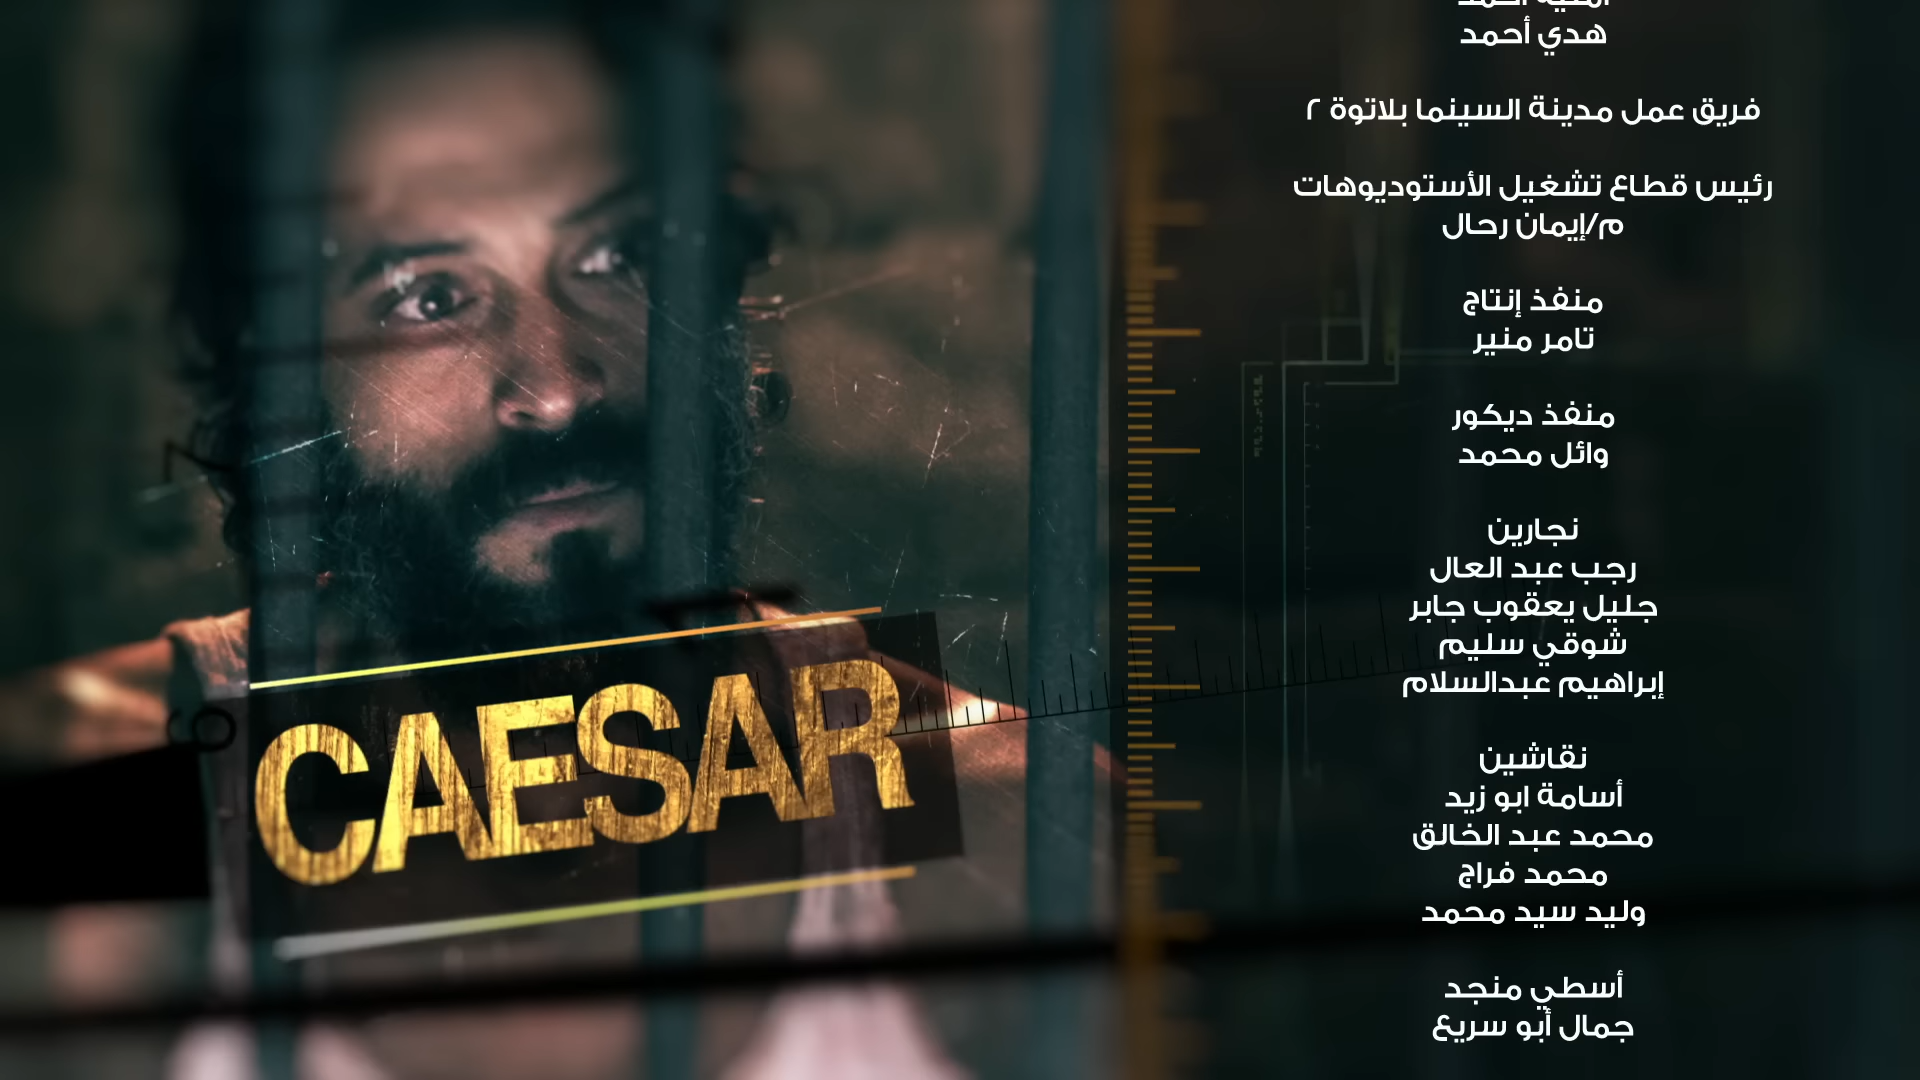 هدي أحمد
فريق عمل مدينة السينما بلاتوة ٢
رئيس قطاع تشغيل الأستوديوهات
م/إيمان رحال
منفذ إنتاج
تامر منير
منفذ ديكور
وائل محمد
نجارين
رجب عبد العال
جليل يعقوب جابر
شوقي سليم
إبراهيم عبدالسلام
نقاشين
أسامة ابو زيد
محمد عبد الخالق
محمد فراج
وليد سيد محمد
أسطي منجد
جمال أبو سريع
CAESAR